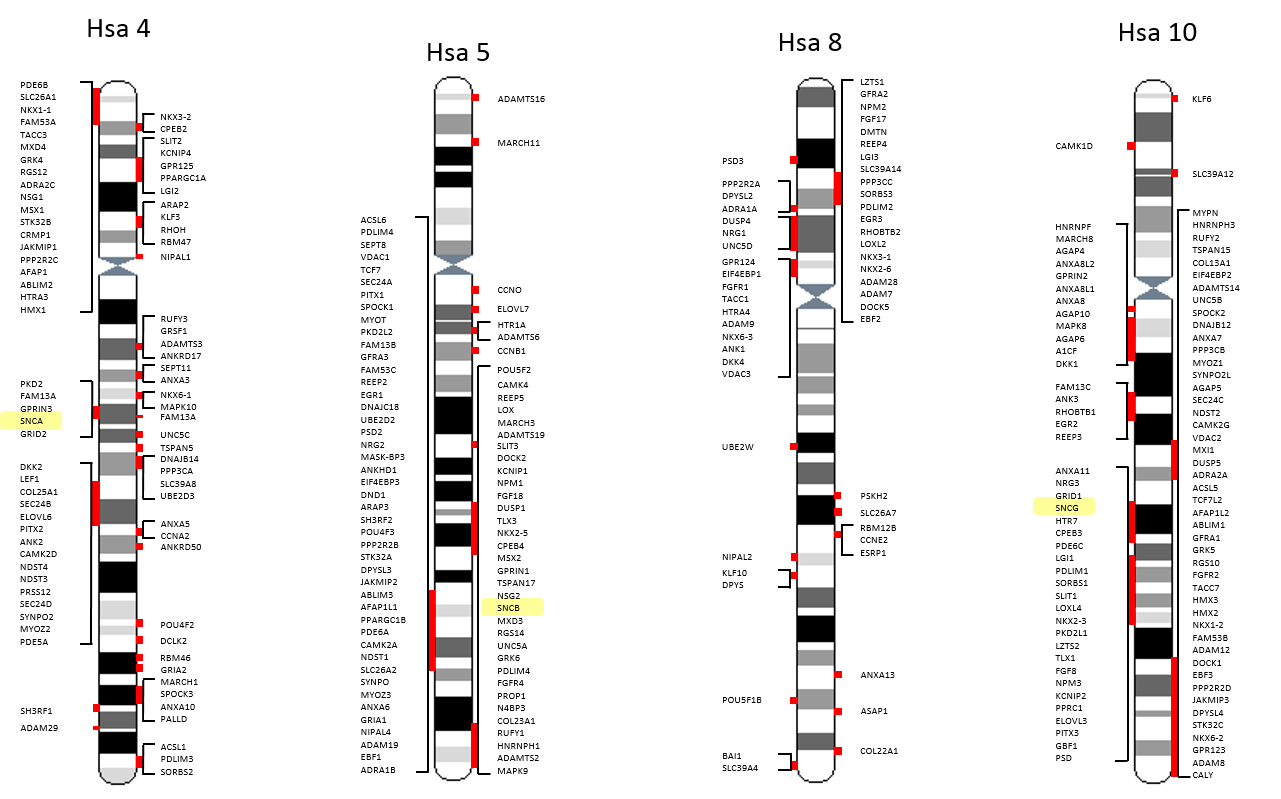 Hsa 4
PDE6B
SLC26A1
NKX1-1
FAM53A
TACC3
MXD4
GRK4
RGS12
ADRA2C
NSG1
MSX1
STK32B
CRMP1
JAKMIP1
PPP2R2C
AFAP1
ABLIM2
HTRA3
HMX1
PKD2
FAM13A
GPRIN3
SNCA
GRID2
DKK2
LEF1
COL25A1
SEC24B
ELOVL6
PITX2
ANK2
CAMK2D
NDST4
NDST3
PRSS12
SEC24D
SYNPO2
MYOZ2
PDE5A
SH3RF1
ADAM29
NKX3-2
CPEB2
SLIT2
KCNIP4
GPR125
PPARGC1A
LGI2
ARAP2
KLF3
RHOH
RBM47
NIPAL1
RUFY3
GRSF1
ADAMTS3
ANKRD17
SEPT11
ANXA3
NKX6-1
MAPK10
FAM13A
UNC5C
TSPAN5
DNAJB14
PPP3CA
SLC39A8
UBE2D3
ANXA5
CCNA2
ANKRD50
POU4F2
DCLK2
RBM46
GRIA2
MARCH1
SPOCK3
ANXA10
PALLD
ACSL1
PDLIM3
SORBS2
Hsa 5
ACSL6
PDLIM4
SEPT8
VDAC1
TCF7
SEC24A
PITX1
SPOCK1
MYOT
PKD2L2
FAM13B
GFRA3
FAM53C
REEP2
EGR1
DNAJC18
UBE2D2
PSD2
NRG2
MASK-BP3
ANKHD1
EIF4EBP3
DND1
ARAP3
SH3RF2
POU4F3
PPP2R2B
STK32A
DPYSL3
JAKMIP2
ABLIM3
AFAP1L1
PPARGC1B
PDE6A
CAMK2A
NDST1
SLC26A2
SYNPO
MYOZ3
ANXA6
GRIA1
NIPAL4
ADAM19
EBF1
ADRA1B
ADAMTS16
MARCH11
CCNO
ELOVL7
HTR1A
ADAMTS6
CCNB1
POU5F2
CAMK4
REEP5
LOX
MARCH3
ADAMTS19
SLIT3
DOCK2
KCNIP1
NPM1
FGF18
DUSP1
TLX3
NKX2-5
CPEB4
MSX2
GPRIN1
TSPAN17
NSG2
SNCB
MXD3
RGS14
UNC5A
GRK6
PDLIM4
FGFR4
PROP1
N4BP3
COL23A1
RUFY1
HNRNPH1
ADAMTS2
MAPK9
Hsa 8
PSD3
PPP2R2A
DPYSL2
ADRA1A
DUSP4
NRG1
UNC5D
GPR124
EIF4EBP1
FGFR1
TACC1
HTRA4
ADAM9
NKX6-3
ANK1
DKK4
VDAC3
UBE2W
NIPAL2
KLF10
DPYS
POU5F1B
BAI1
SLC39A4
LZTS1
GFRA2
NPM2
FGF17
DMTN
REEP4
LGI3
SLC39A14
PPP3CC
SORBS3
PDLIM2
EGR3
RHOBTB2
LOXL2
NKX3-1
NKX2-6
ADAM28
ADAM7
DOCK5
EBF2
PSKH2
SLC26A7
RBM12B
CCNE2
ESRP1
ANXA13
ASAP1
COL22A1
Hsa 10
CAMK1D
HNRNPF
MARCH8
AGAP4
ANXA8L2
GPRIN2
ANXA8L1
ANXA8
AGAP10
MAPK8
AGAP6
A1CF
DKK1
FAM13C
ANK3
RHOBTB1
EGR2
REEP3
ANXA11
NRG3
GRID1
SNCG
HTR7
CPEB3
PDE6C
LGI1
PDLIM1
SORBS1
SLIT1
LOXL4
NKX2-3
PKD2L1
LZTS2
TLX1
FGF8
NPM3
KCNIP2
PPRC1
ELOVL3
PITX3
GBF1
PSD
KLF6
SLC39A12
MYPN
HNRNPH3
RUFY2
TSPAN15
COL13A1
EIF4EBP2
ADAMTS14
UNC5B
SPOCK2
DNAJB12
ANXA7
PPP3CB
MYOZ1
SYNPO2L
AGAP5
SEC24C
NDST2
CAMK2G
VDAC2
MXI1
DUSP5
ADRA2A
ACSL5
TCF7L2
AFAP1L2
ABLIM1
GFRA1
GRK5
RGS10
FGFR2
TACC7
HMX3
HMX2
NKX1-2
FAM53B
ADAM12
DOCK1
EBF3
PPP2R2D
JAKMIP3
DPYSL4
STK32C
NKX6-2
GPR123
ADAM8
CALY